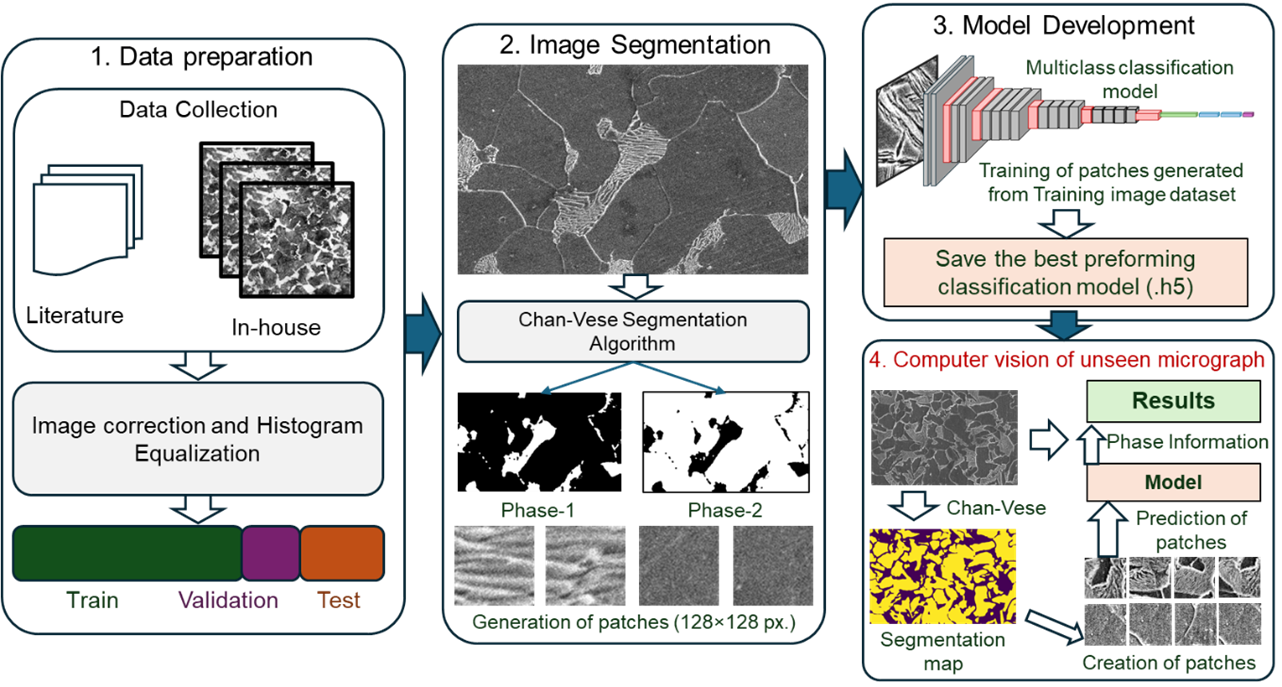 1. Data preparation
Data Collection
Literature
In-house
Image correction and Histogram
Equalization
Train
Validation
Test
2. Image Segmentation
Chan-Vese Segmentation
Algorithm
Phase-1
Phase-2
Generation of patches (128×128 px.)
3. Model Development
Multiclass classification
model
Training of patches generated
from Training image dataset
Save the best preforming
classification model (.h5)
4. Computer vision of unseen micrograph
Results
Phase Information
Model
Chan-Vese
Prediction of
patches
Segmentation
map
Creation of patches